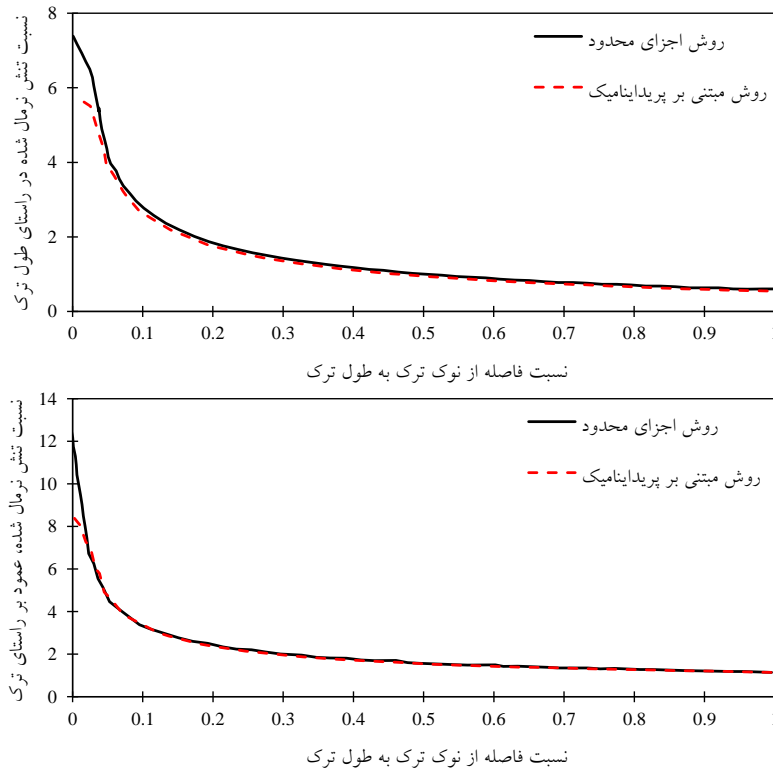 نسبت تنش نرمال شده در راستای طول ترک
8
6
4
2
0
روش اجزای محدود
روش مبتنی بر پریداینامیک
0 0.1 0.2 0.3 0.4 0.5 0.6 0.7 0.8 0.9 1
نسبت فاصله از نوک ترک به طول ترک
نسبت تنش نرمال شده، عمود بر راستای ترک
14
12
10
8
6
4
2
0
روش اجزای محدود
روش مبتنی بر پریداینامیک
0 0.1 0.2 0.3 0.4 0.5 0.6 0.7 0.8 0.9 1
نسبت فاصله از نوک ترک به طول ترک